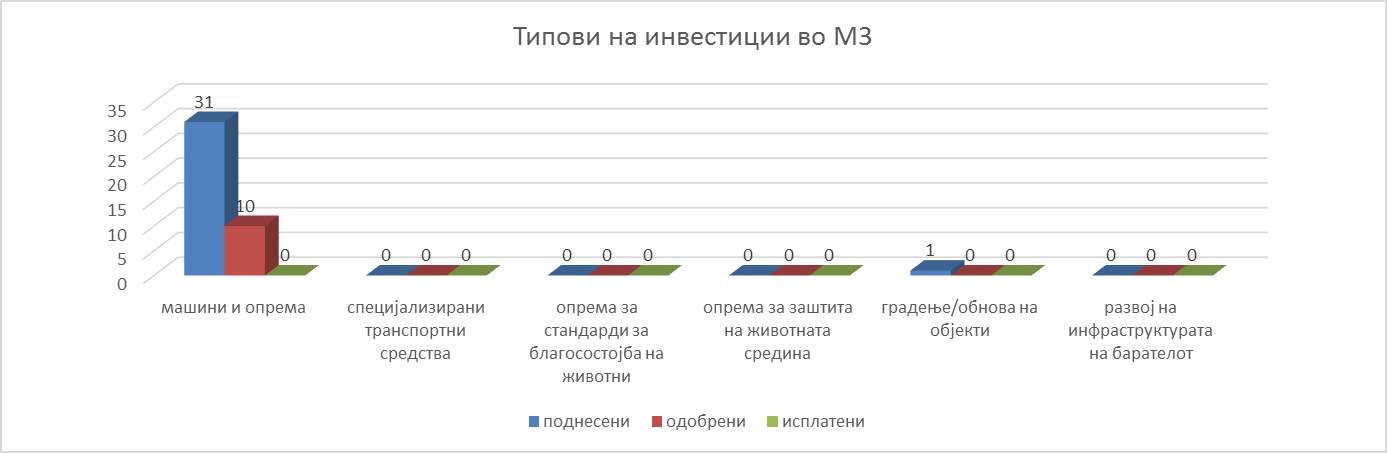 Типови на инвестиции во М3
35
30
25
20
15
10
5
0
31
10
0
0 0 0
0 0 0
0 0 0
1 0 0
0 0 0
машини и опрема
специјализирани
транспортни
средства
опрема за
стандарди за
благосостојба на
животни
опрема за заштита
на животната
средина
градење/обнова на
објекти
развој на
инфраструктурата
на барателот
поднесени одобрени исплатени